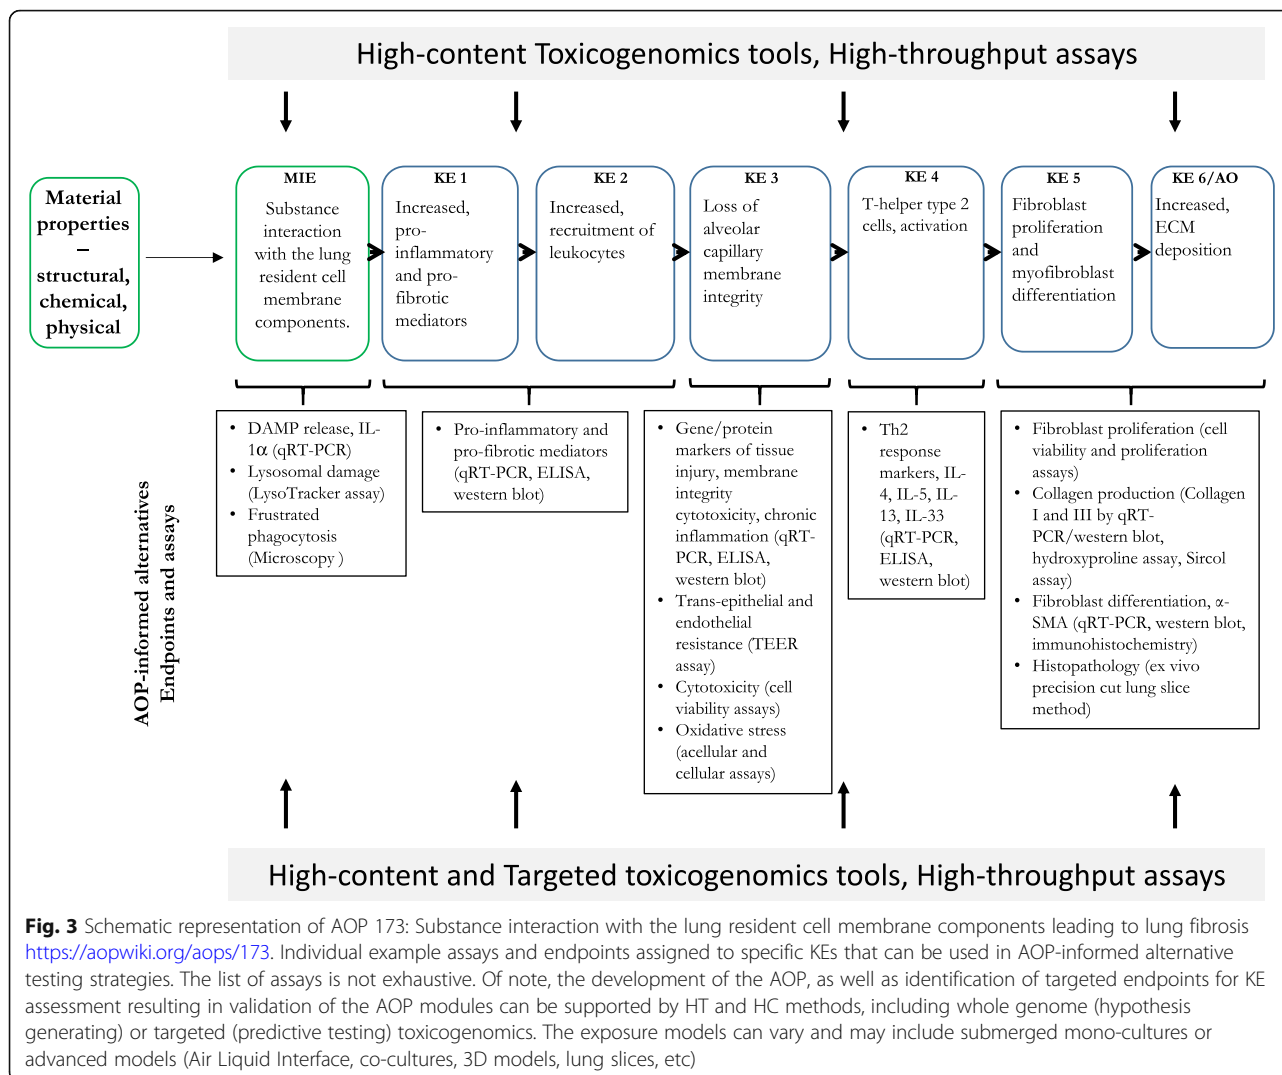 High-content Toxicogenomics tools, High-throughput assays
Material
properties
–
structural,
chemical,
physical
MIE
Substance
interaction
with the lung
resident cell
membrane
components.
KE 1
Increased,
pro-
inflammatory
and pro-
fibrotic
mediators
KE 2
Increased,
recruitment of
leukocytes
KE 3
Loss of
alveolar
capillary
membrane
integrity
KE 4
T-helper type 2
cells, activation
KE 5
Fibroblast
proliferation
and
myofibroblast
differentiation
KE 6/AO
Increased,
ECM
deposition
AOP-informed alternatives
Endpoints and assays
• DAMP release, IL-
1α (qRT-PCR)
• Lysosomal damage
(LysoTracker assay)
• Frustrated
phagocytosis
(Microscopy )
• Pro-inflammatory and
pro-fibrotic mediators
(qRT-PCR, ELISA,
western blot)
• Gene/protein
markers of tissue
injury, membrane
integrity
cytotoxicity, chronic
inflammation (qRT-
PCR, ELISA,
western blot)
• Trans-epithelial and
endothelial
resistance (TEER
assay)
• Cytotoxicity (cell
viability assays)
• Oxidative stress
(acellular and
cellular assays)
• Th2
response
markers, IL-
4, IL-5, IL-
13, IL-33
(qRT-PCR,
ELISA,
western blot)
• Fibroblast proliferation (cell
viability and proliferation
assays)
• Collagen production (Collagen
I and III by qRT-
PCR/western blot,
hydroxyproline assay, Sircol
assay)
• Fibroblast differentiation, α-
SMA (qRT-PCR, western blot,
immunohistochemistry)
• Histopathology (ex vivo
precision cut lung slice
method)
High-content and Targeted toxicogenomics tools, High-throughput assays
Fig. 3 Schematic representation of AOP 173: Substance interaction with the lung resident cell membrane components leading to lung fibrosis
https://aopwiki.org/aops/173. Individual example assays and endpoints assigned to specific KEs that can be used in AOP-informed alternative
testing strategies. The list of assays is not exhaustive. Of note, the development of the AOP, as well as identification of targeted endpoints for KE
assessment resulting in validation of the AOP modules can be supported by HT and HC methods, including whole genome (hypothesis
generating) or targeted (predictive testing) toxicogenomics. The exposure models can vary and may include submerged mono-cultures or
advanced models (Air Liquid Interface, co-cultures, 3D models, lung slices, etc)